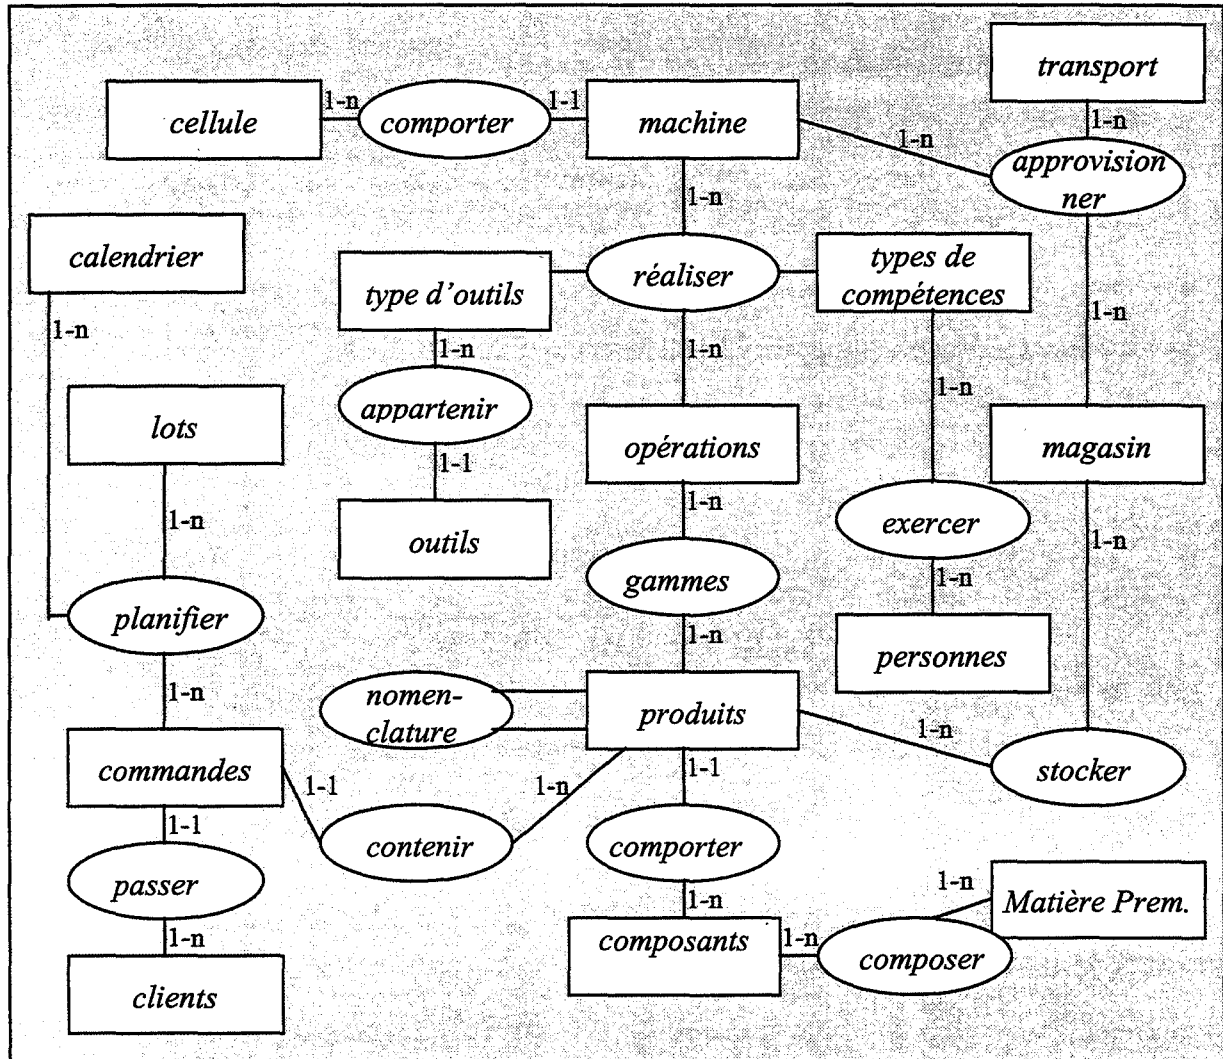 transport
1-n
cellule
1-n
comporter
1-1
machine
1-n
approvision
ner
1-n
calendrier
type d'outils
réaliser
types de
compétences
1-n
1-n
1-n
1-n
1-n
appartenir
lots
1-1
opérations
magasin
1-n
outils
1-n
exercer
1-n
gammes
1-n
planifier
1-n
personnes
1-n
nomen-
clature
produits
1-n
commandes
1-1
1-n
1-1
stocker
1-1
contenir
comporter
passer
1-n
1-n
Matière Prem.
1-n
composants
1-n
composer
clients